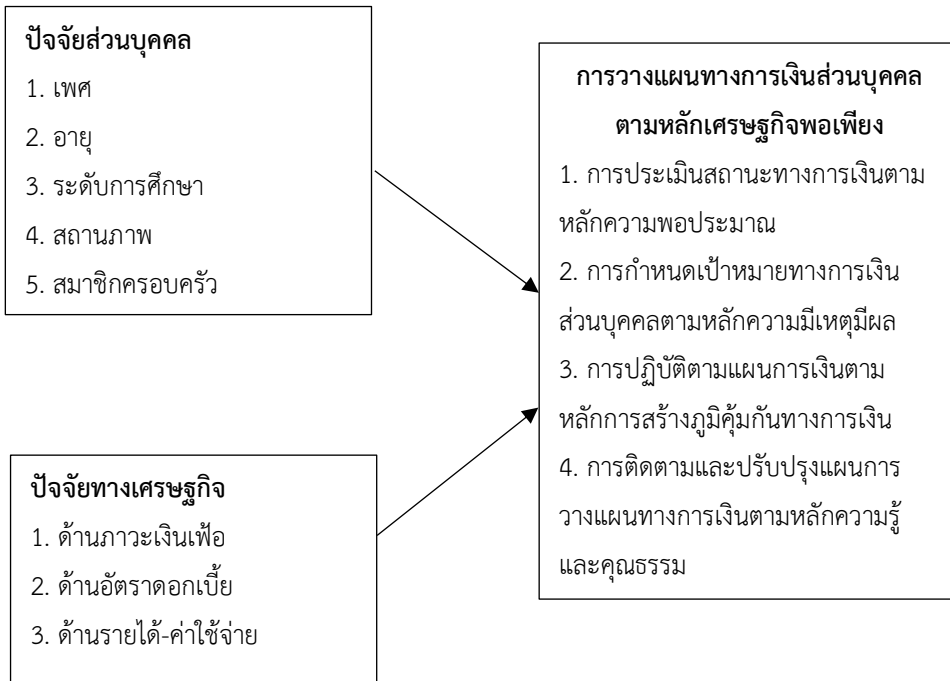 ปัจจัยส่วนบุคคล
1. เพศ
2. อายุ
3. ระดับการศึกษา
4. สถานภาพ
5. สมาชิกครอบครัว
ปัจจัยทางเศรษฐกิจ
1. ด้านภาวะเงินเฟ้อ
2. ด้านอัตราดอกเบี้ย
3. ด้านรายได้-ค่าใช้จ่าย
การวางแผนทางการเงินส่วนบุคคล
ตามหลักเศรษฐกิจพอเพียง
1. การประเมินสถานะทางการเงินตาม
หลักความพอประมาณ
2. การกำหนดเป้าหมายทางการเงิน
ส่วนบุคคลตามหลักความมีเหตุมีผล
3. การปฏิบัติตามแผนการเงินตาม
หลักการสร้างภูมิคุ้มกันทางการเงิน
4. การติดตามและปรับปรุงแผนการ
วางแผนทางการเงินตามหลักความรู้
และคุณธรรม